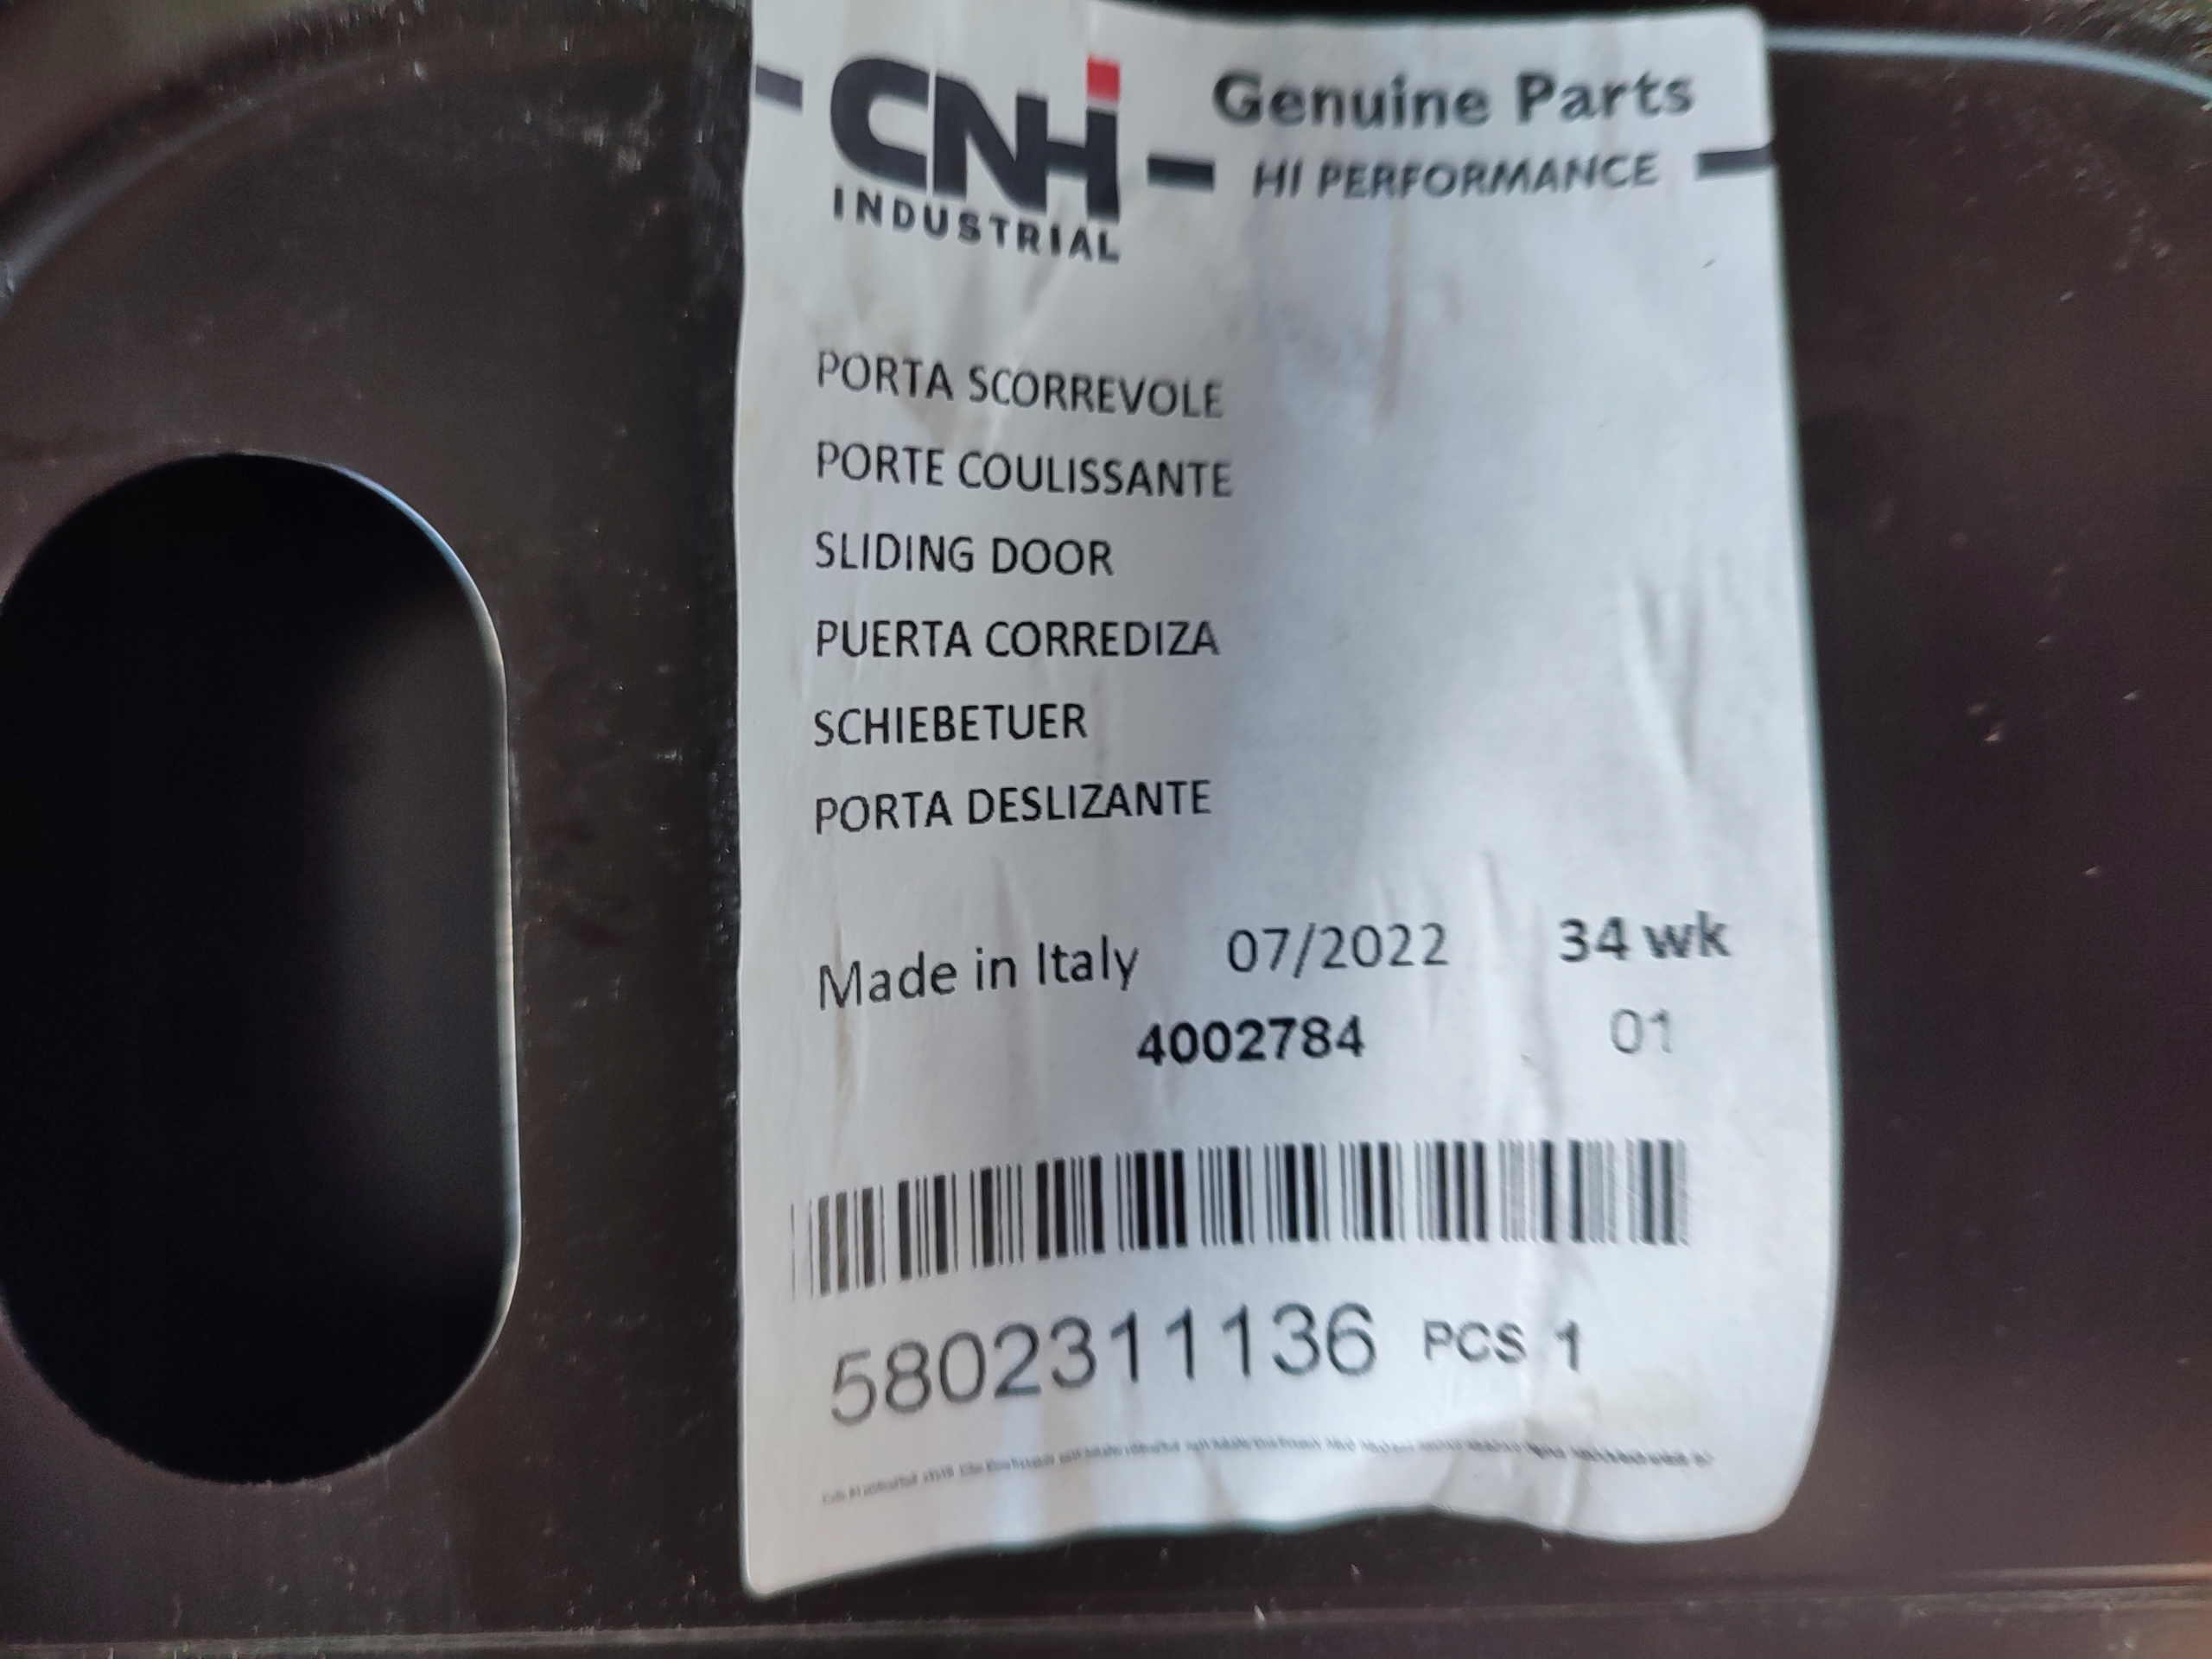 CNH Genuine Parts
INDUSTRIAL HI PERFORMANCE
PORTA SCORREVOLE
PORTE COULISSANTE
SLIDING DOOR
PUERTA CORREDIZA
SCHIEBETUER
PORTA DESLIZANTE
Made in Italy 07/2022 34 wk
4002784 01
5802311136 PCS 1